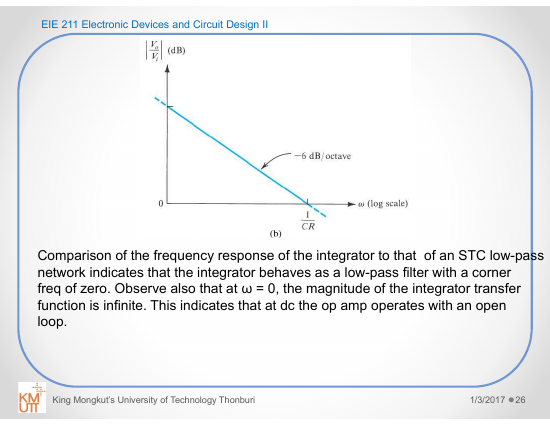 EIE 211 Electronic Devices and Circuit Design II
|V_o/V_i| (dB)
−6 dB/octave
0
ω (log scale)
1/CR
(b)
Comparison of the frequency response of the integrator to that of an STC low-pass
network indicates that the integrator behaves as a low-pass filter with a corner
freq of zero. Observe also that at ω = 0, the magnitude of the integrator transfer
function is infinite. This indicates that at dc the op amp operates with an open
loop.
KMUTT
King Mongkut's University of Technology Thonburi
1/3/2017 ●26